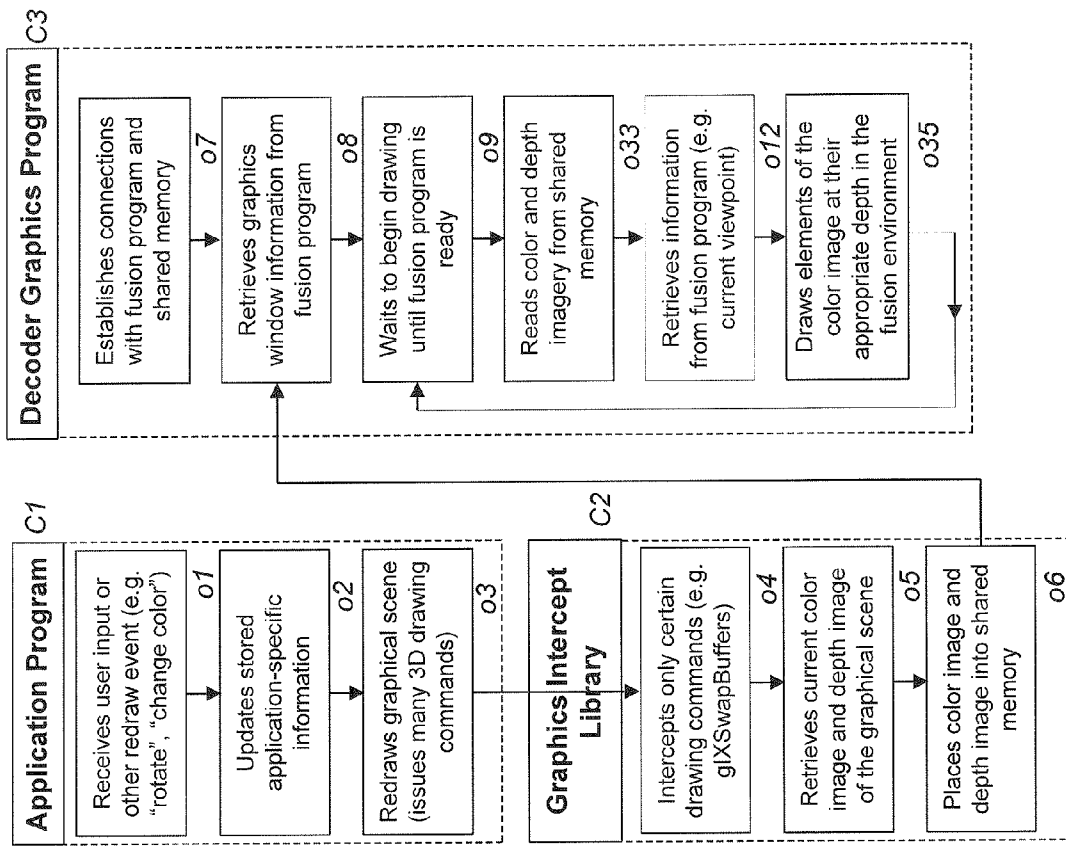 Application Program
C1
Receives user input or
other redraw event (e.g.
“rotate”, “change color”)
o1
Updates stored
application-specific
information
o2
Redraws graphical scene
(issues many 3D drawing
commands)
o3
Graphics Intercept
Library
C2
Intercepts only certain
drawing commands (e.g.
glXSwapBuffers)
o4
Retrieves current color
image and depth image
of the graphical scene
o5
Places color image and
depth image into shared
memory
o6
Decoder Graphics Program
C3
Establishes connections
with fusion program and
shared memory
o7
Retrieves graphics
window information from
fusion program
o8
Waits to begin drawing
until fusion program is
ready
o9
Reads color and depth
imagery from shared
memory
o33
Retrieves information
from fusion program (e.g.
current viewpoint)
o12
Draws elements of the
color image at their
appropriate depth in the
fusion environment
o35